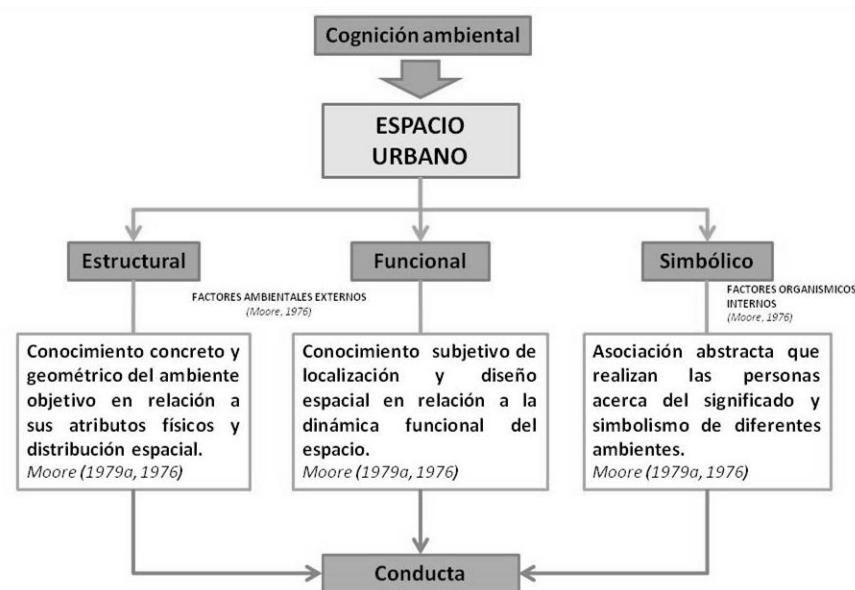 Cognición ambiental
ESPACIO
URBANO
Estructural
Funcional
Simbólico
FACTORES AMBIENTALES EXTERNOS
(Moore, 1976)
FACTORES ORGANISMICOS
INTERNOS
(Moore, 1976)
Conocimiento concreto y
geométrico del ambiente
objetivo en relación a
sus atributos físicos y
distribución espacial.
Moore (1979a, 1976)
Conocimiento subjetivo de
localización y diseño
espacial en relación a la
dinámica funcional del
espacio.
Moore (1979a, 1976)
Asociación abstracta que
realizan las personas
acerca del significado y
simbolismo de diferentes
ambientes.
Moore (1979a, 1976)
Conducta